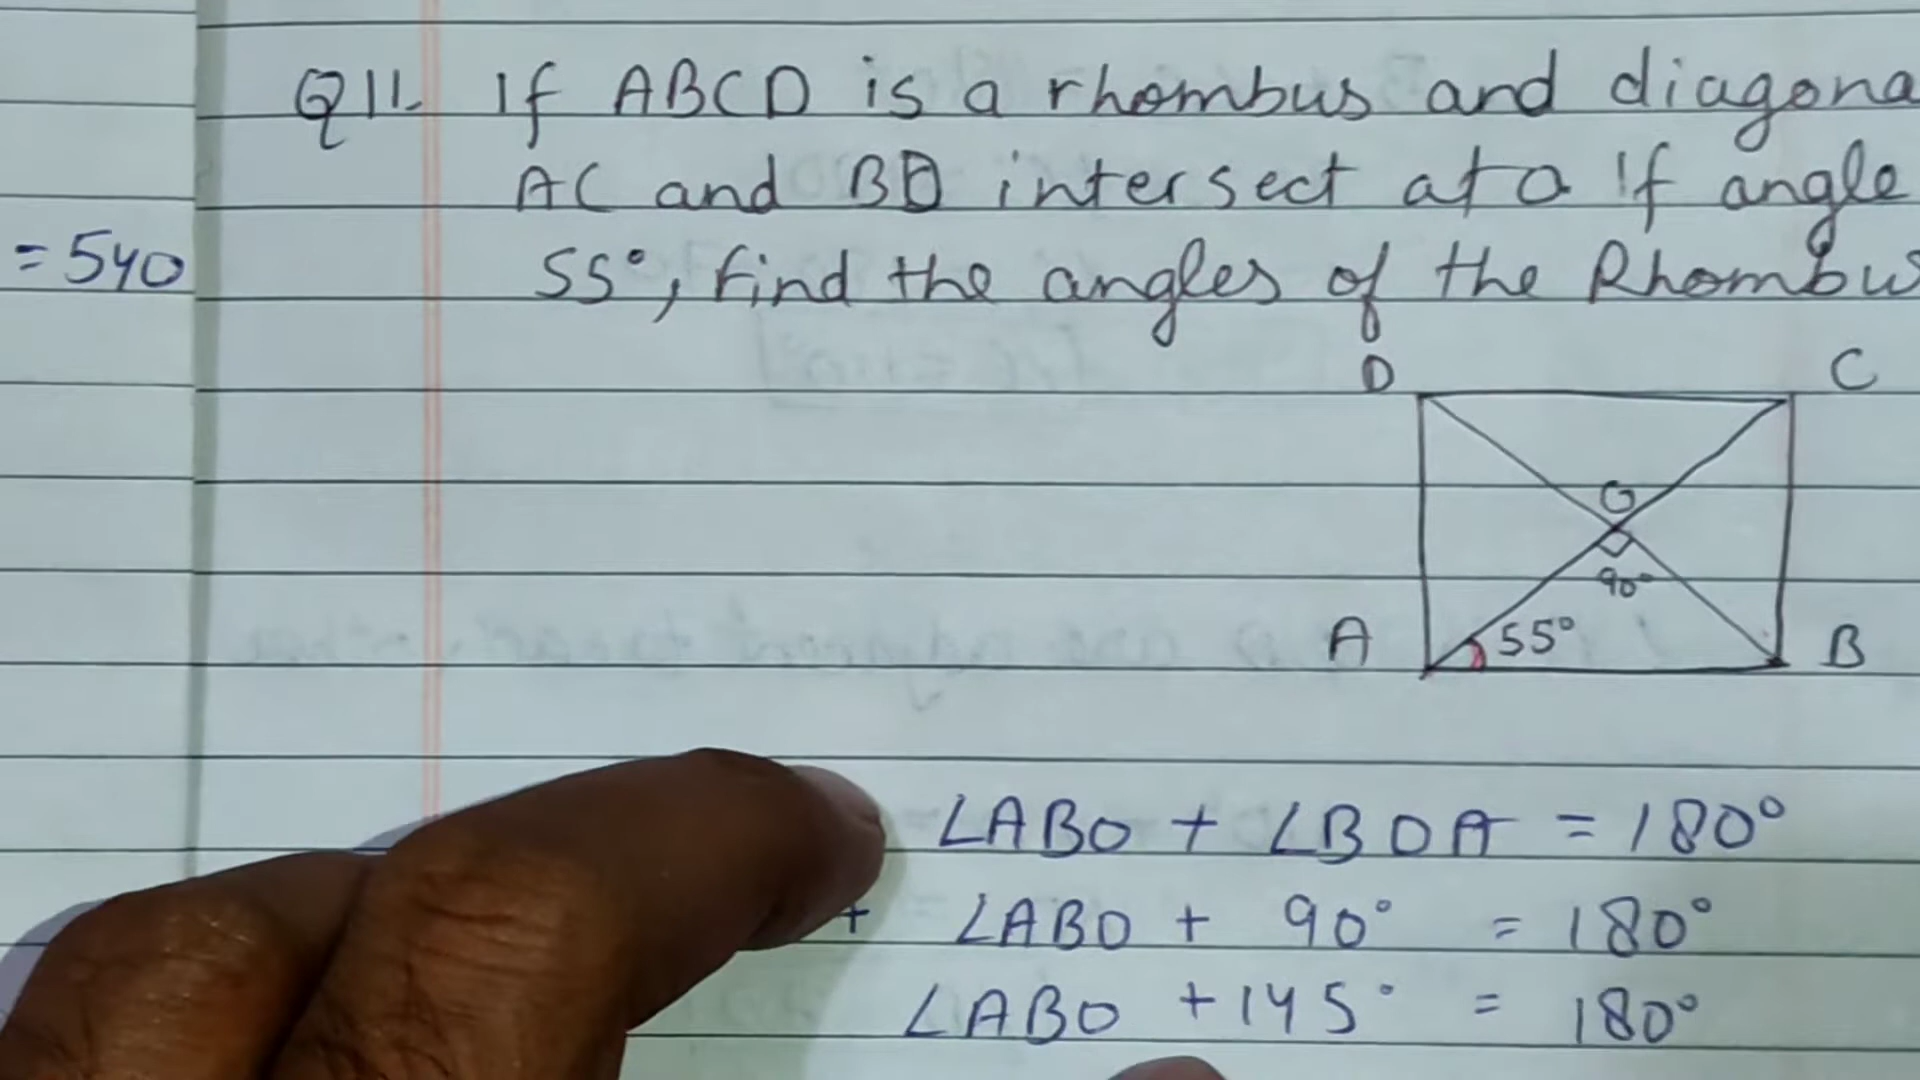 Q11. If ABCD is a rhombus and diagona
AC and BD intersect at O If angle
= 540
55°, find the angles of the Rhombus
D C
O
90°
A 55° B
∠ABO + ∠BOA = 180°
+ ∠ABO + 90° = 180°
∠ABO + 145° = 180°